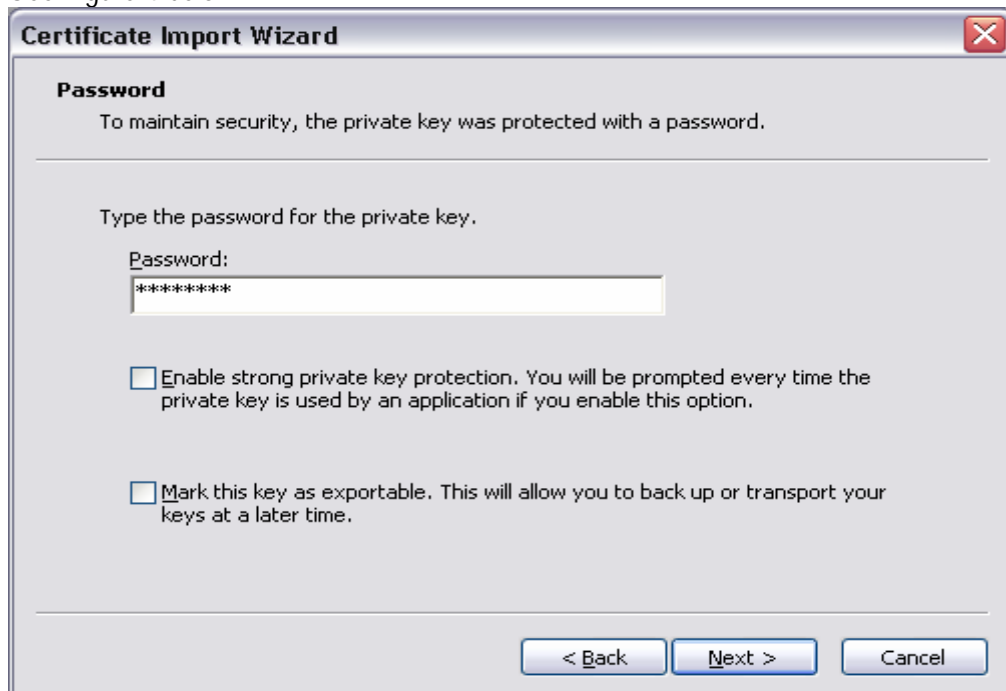 Certificate Import Wizard
Password
To maintain security, the private key was protected with a password.
Type the password for the private key.
Password:
********
Enable strong private key protection. You will be prompted every time the
private key is used by an application if you enable this option.
Mark this key as exportable. This will allow you to back up or transport your
keys at a later time.
< Back
Next >
Cancel